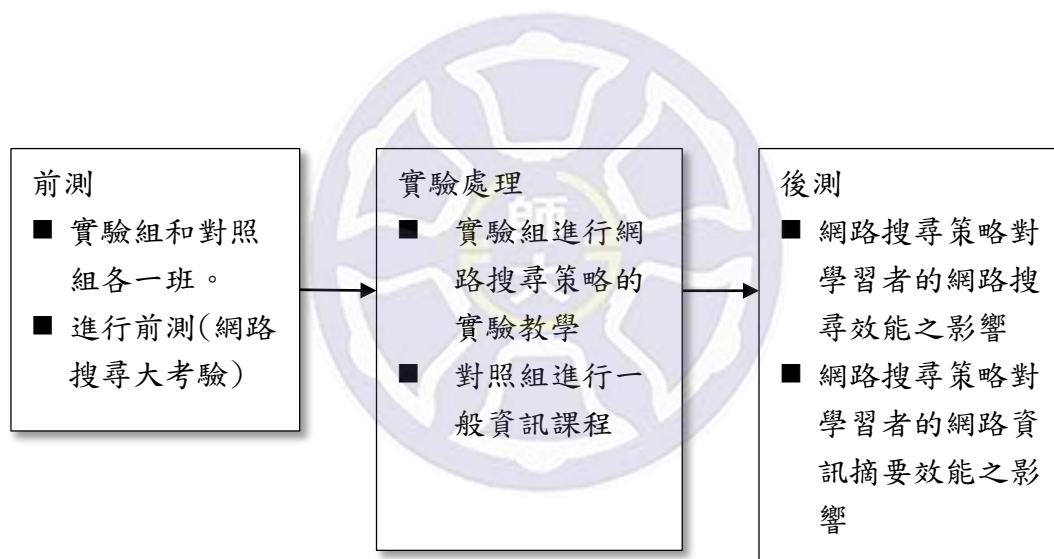 前測
■ 實驗組和對照
組各一班。
■ 進行前測(網路
搜尋大考驗)
實驗處理
■ 實驗組進行網
路搜尋策略的
實驗教學
■ 對照組進行一
般資訊課程
師
大
後測
■ 網路搜尋策略對
學習者的網路搜
尋效能之影響
■ 網路搜尋策略對
學習者的網路資
訊摘要效能之影
響